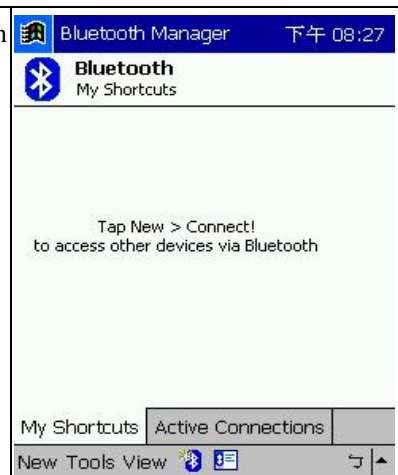 Bluetooth Manager 下午 08:27
Bluetooth
My Shortcuts
Tap New > Connect!
to access other devices via Bluetooth
My Shortcuts Active Connections
New Tools View ㄅ